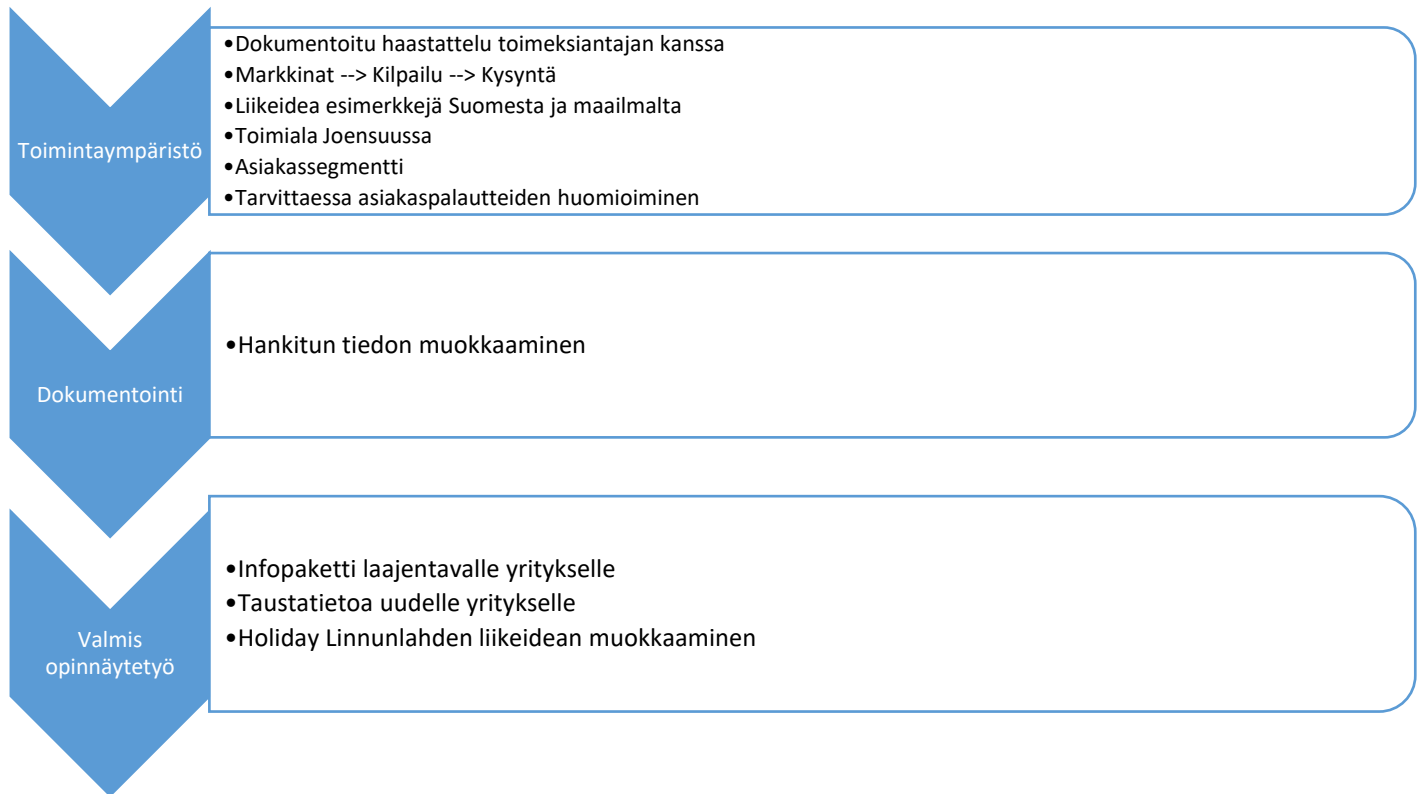 Toimintaympäristö
•Dokumentoitu haastattelu toimeksiantajan kanssa
•Markkinat --> Kilpailu --> Kysyntä
•Liikeidea esimerkkejä Suomesta ja maailmalta
•Toimiala Joensuussa
•Asiakassegmentti
•Tarvittaessa asiakaspalautteiden huomioiminen
Dokumentointi
•Hankitun tiedon muokkaaminen
Valmis
opinnäytetyö
•Infopaketti laajentavalle yritykselle
•Taustatietoa uudelle yritykselle
•Holiday Linnunlahden liikeidean muokkaaminen